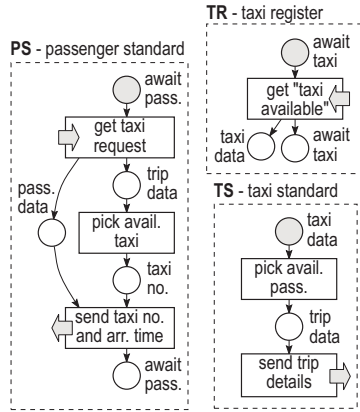 PS - passenger standard
await
pass.
get taxi
request
pass.
data
trip
data
pick avail.
taxi
taxi
no.
send taxi no.
and arr. time
await
pass.
TR - taxi register
await
taxi
get "taxi
available"
taxi
data
await
taxi
TS - taxi standard
taxi
data
pick avail.
pass.
trip
data
send trip
details